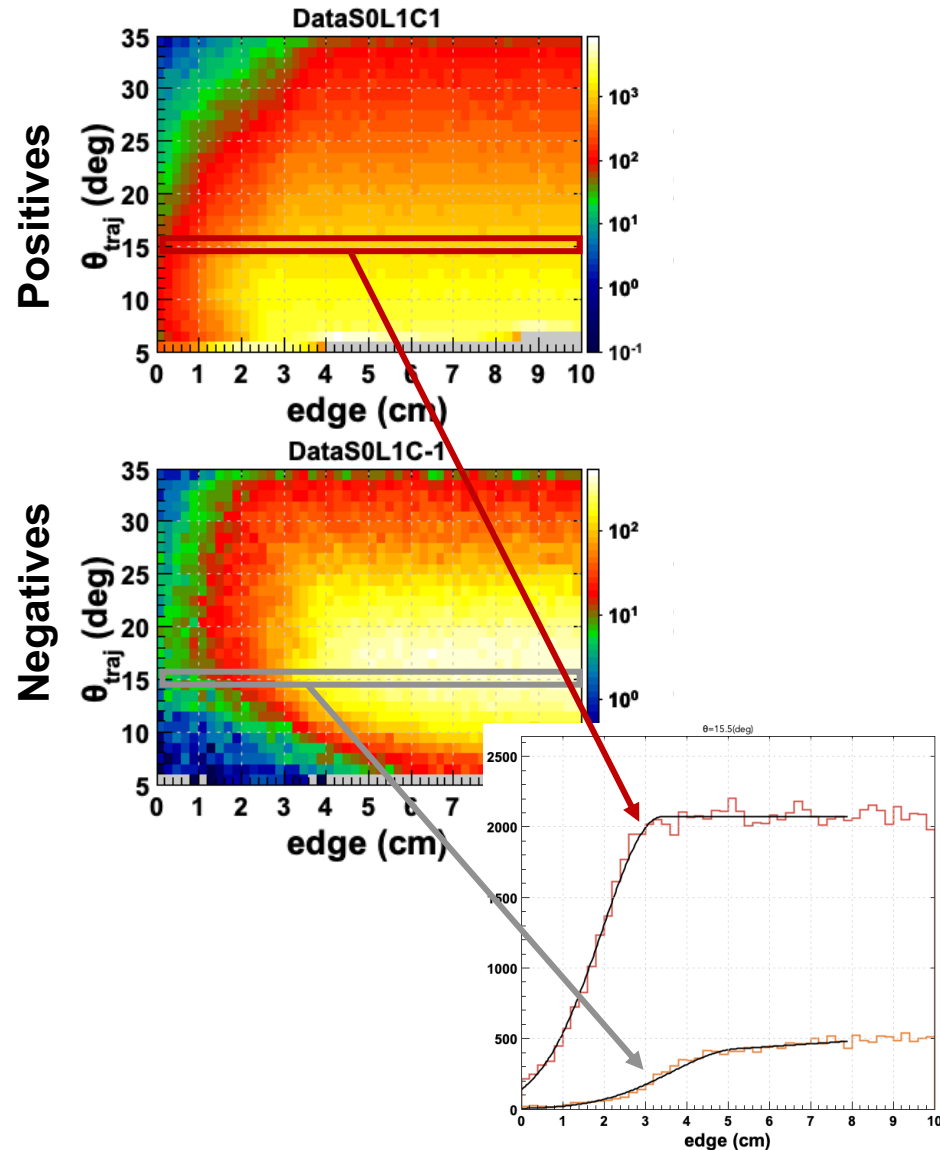 DataS0L1C1
Positives
θtraj (deg)
35
30
25
20
15
10
5
0 1 2 3 4 5 6 7 8 9 10
edge (cm)
10³
10²
10¹
10⁰
10⁻¹
DataS0L1C-1
Negatives
θtraj (deg)
35
30
25
20
15
10
5
0 1 2 3 4 5 6 7
edge (cm)
10²
10¹
10⁰
θ=15.5(deg)
2500
2000
1500
1000
500
0
0 1 2 3 4 5 6 7 8 9 10
edge (cm)